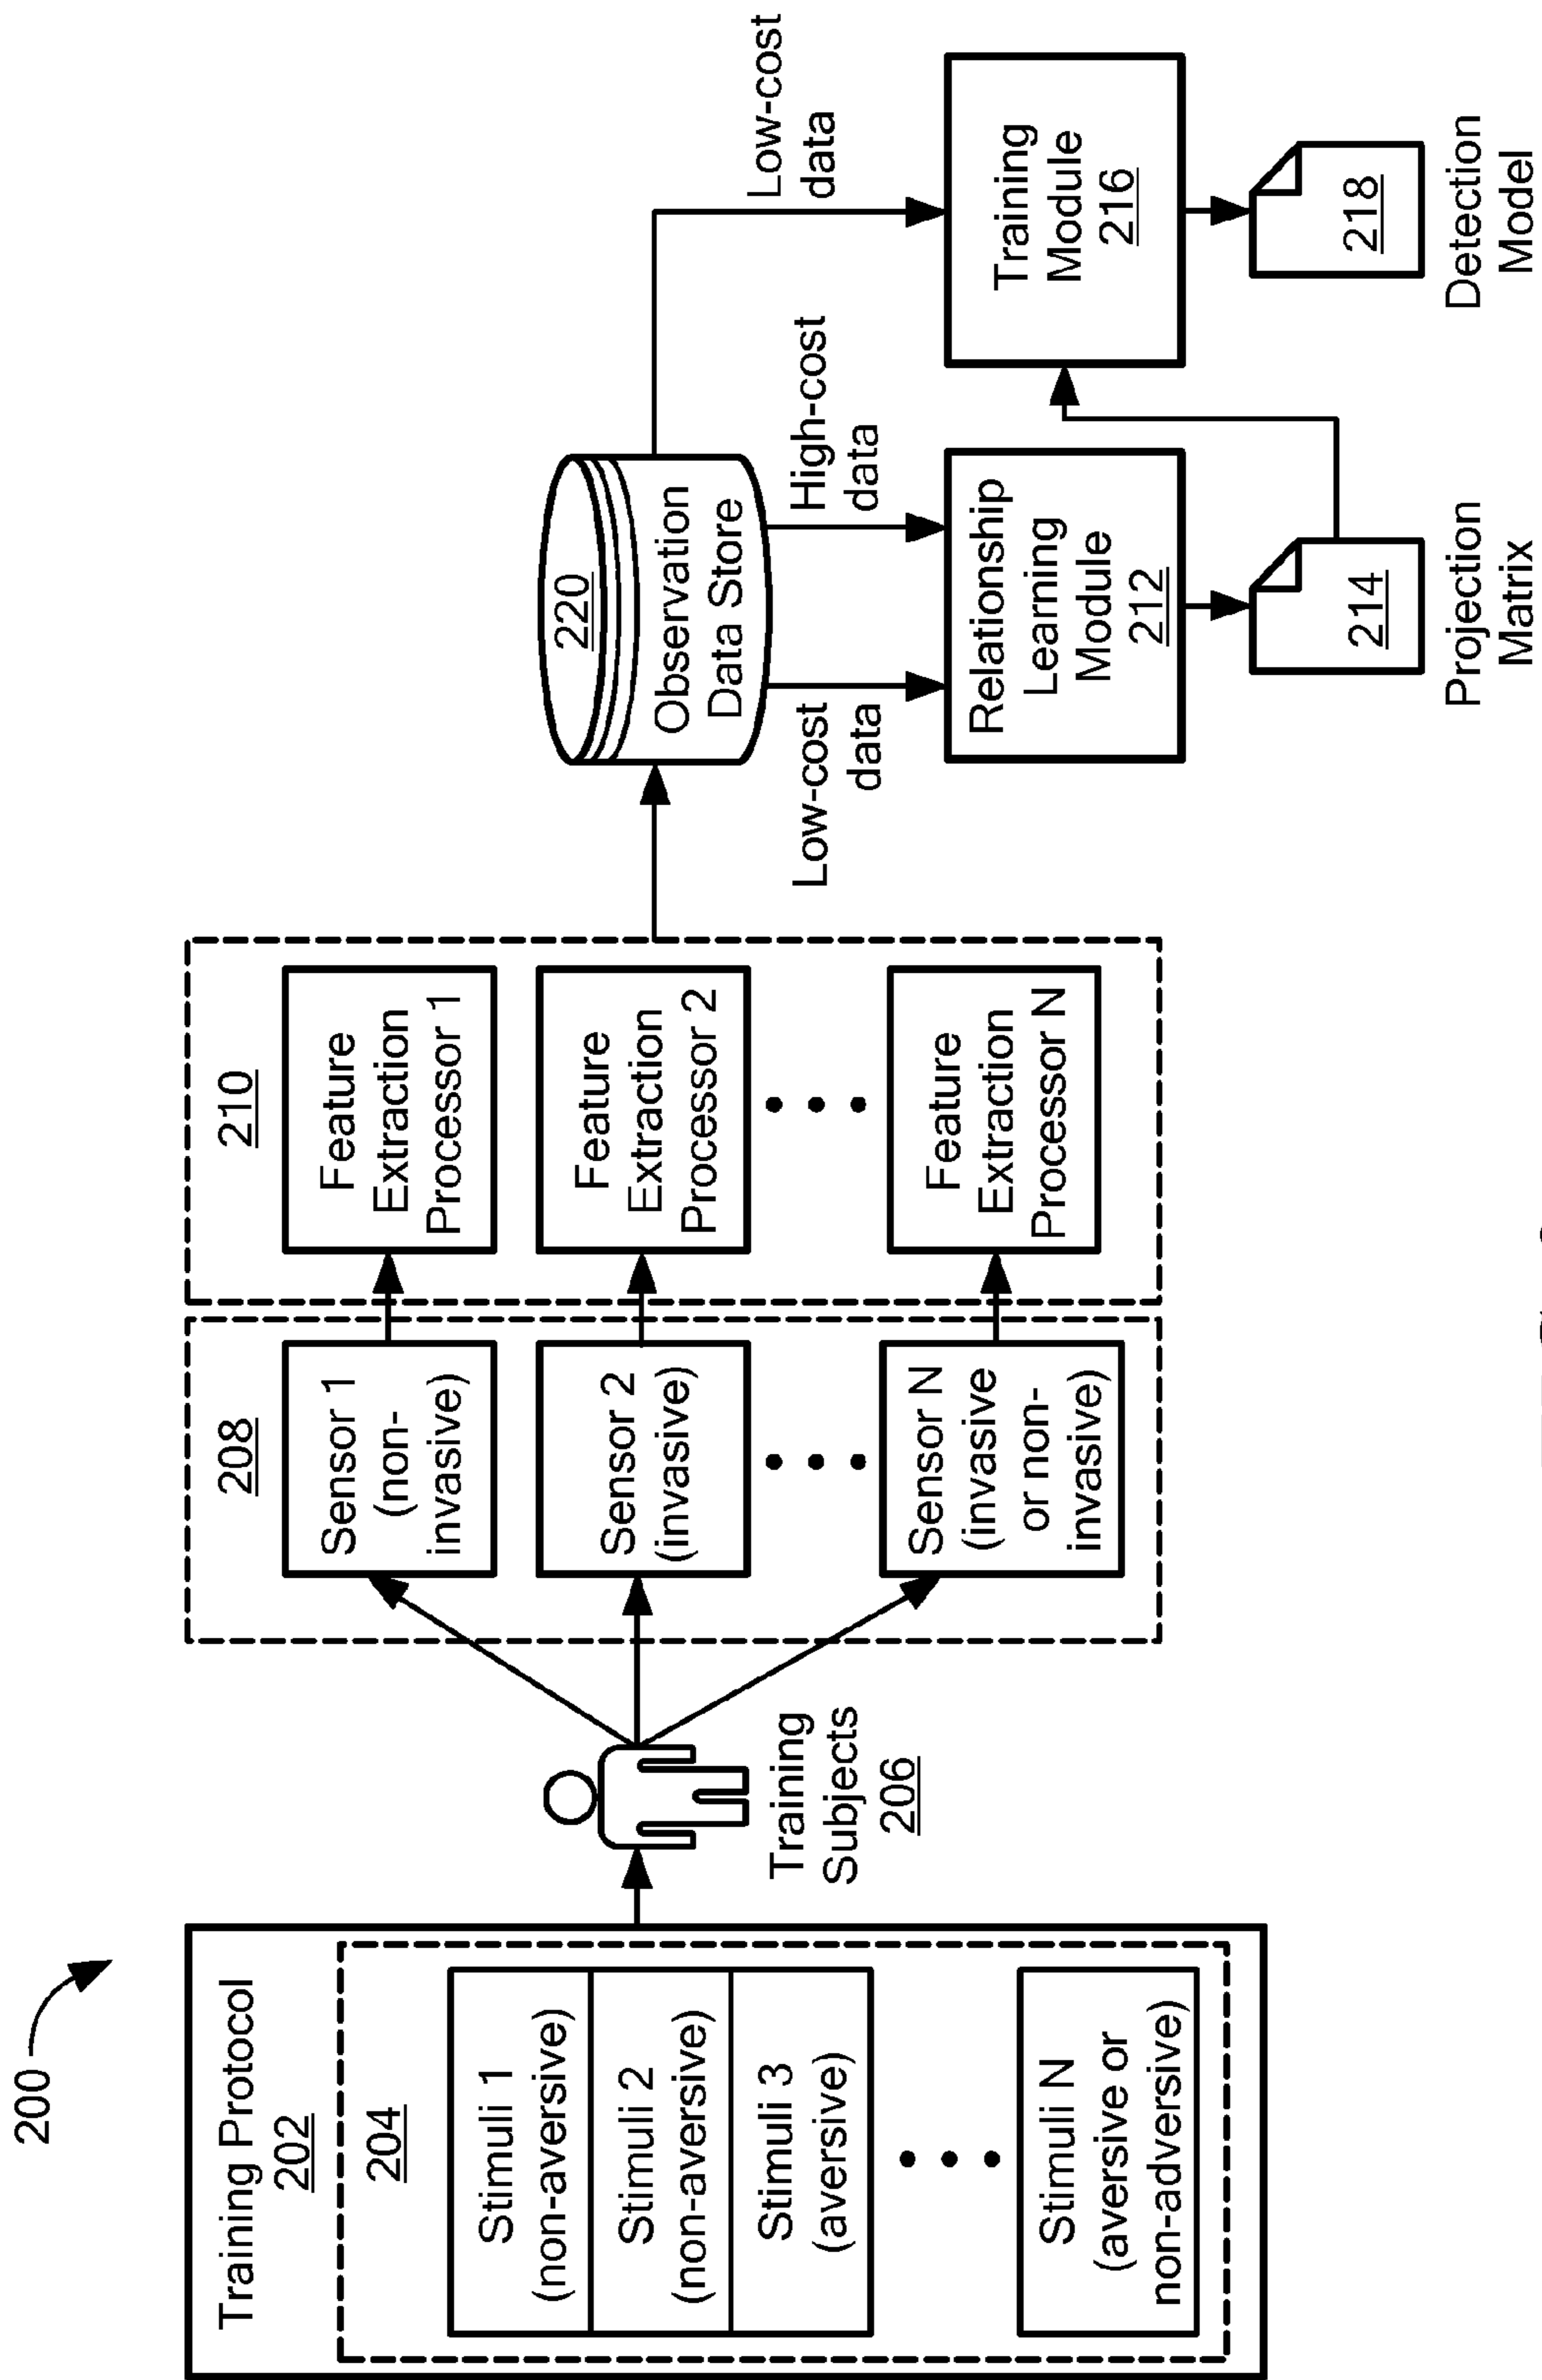 200
Training Protocol
202
204
Stimuli 1
(non-aversive)
Stimuli 2
(non-aversive)
Stimuli 3
(aversive)
Stimuli N
(aversive or
non-adversive)
Training
Subjects
206
208
Sensor 1
(non-
invasive)
Sensor 2
(invasive)
Sensor N
(invasive
or non-
invasive)
210
Feature
Extraction
Processor 1
Feature
Extraction
Processor 2
Feature
Extraction
Processor N
220
Observation
Data Store
Low-cost
data
High-cost
data
Low-cost
data
Relationship
Learning
Module
212
Training
Module
216
214
Projection
Matrix
218
Detection
Model